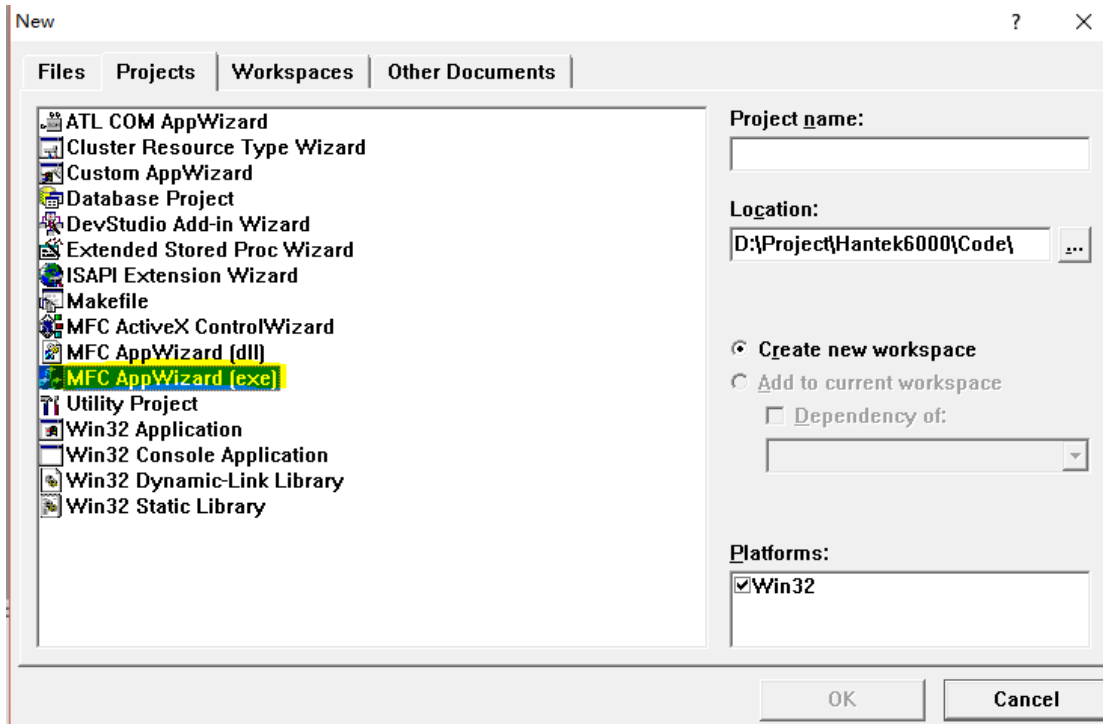 New
Files Projects Workspaces Other Documents
ATL COM AppWizard
Cluster Resource Type Wizard
Custom AppWizard
Database Project
DevStudio Add-in Wizard
Extended Stored Proc Wizard
ISAPI Extension Wizard
Makefile
MFC ActiveX ControlWizard
MFC AppWizard (dll)
MFC AppWizard (exe)
Utility Project
Win32 Application
Win32 Console Application
Win32 Dynamic-Link Library
Win32 Static Library
Project name:
Location:
D:\Project\Hantek6000\Code\
...
Create new workspace
Add to current workspace
Dependency of:
Platforms:
Win32
OK Cancel